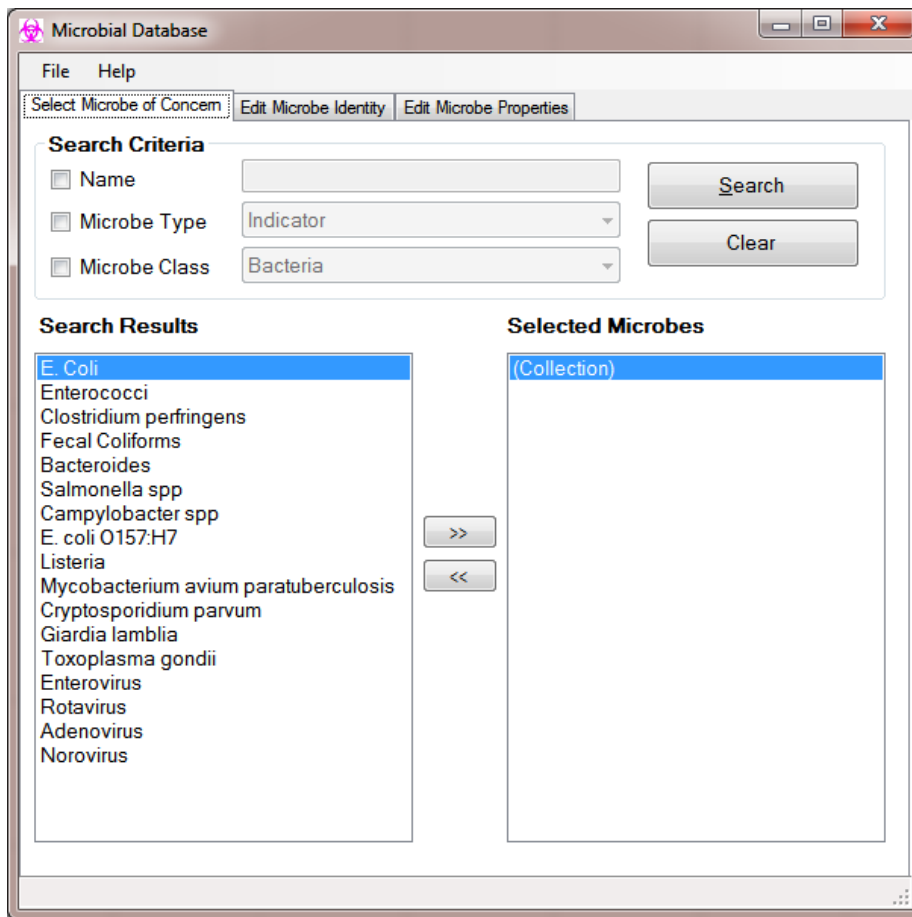 Microbial Database
File Help
Select Microbe of Concern Edit Microbe Identity Edit Microbe Properties
Search Criteria
Name
Search
Microbe Type Indicator
Clear
Microbe Class Bacteria
Search Results
Selected Microbes
E. Coli
(Collection)
Enterococci
Clostridium perfringens
Fecal Coliforms
Bacteroides
Salmonella spp
Campylobacter spp
E. coli O157:H7
>>
Listeria
<<
Mycobacterium avium paratuberculosis
Cryptosporidium parvum
Giardia lamblia
Toxoplasma gondii
Enterovirus
Rotavirus
Adenovirus
Norovirus